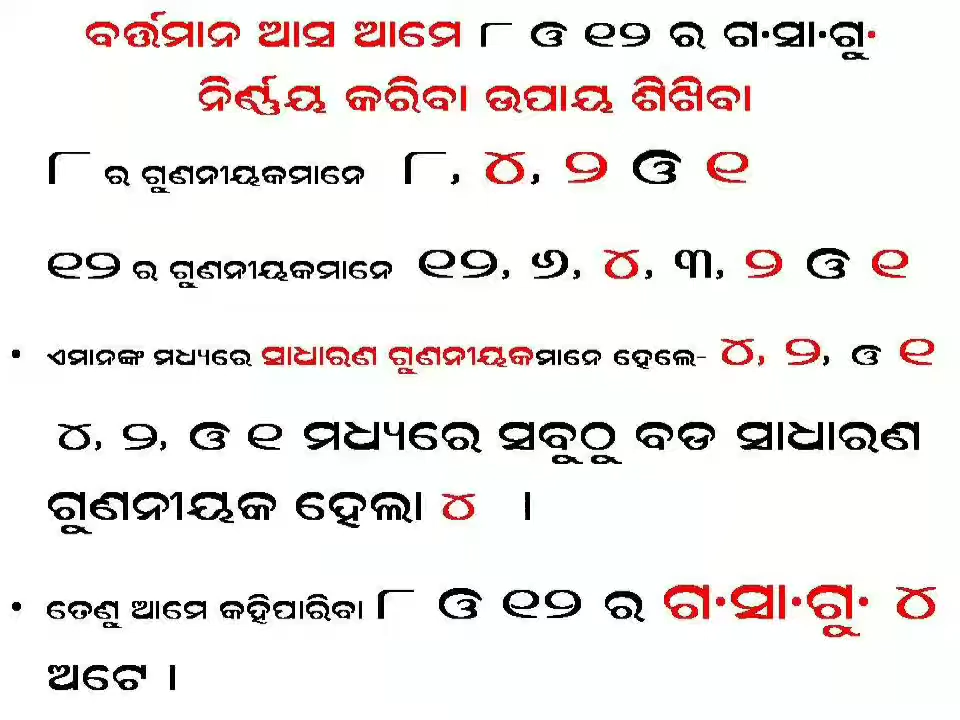 ବର୍ତ୍ତମାନ ଆସ ଆମେ ୮ ଓ ୧୨ ର ଗ·ସା·ଗୁ·
ନିର୍ଣ୍ଣୟ କରିବା ଉପାୟ ଶିଖିବା
୮ ର ଗୁଣନୀୟକମାନେ ୮, ୪, ୨ ଓ ୧
୧୨ ର ଗୁଣନୀୟକମାନେ ୧୨, ୬, ୪, ୩, ୨ ଓ ୧
• ଏମାନଙ୍କ ମଧ୍ୟରେ ସାଧାରଣ ଗୁଣନୀୟକମାନେ ହେଲେ- ୪, ୨, ଓ ୧
୪, ୨, ଓ ୧ ମଧ୍ୟରେ ସବୁଠୁ ବଡ ସାଧାରଣ
ଗୁଣନୀୟକ ହେଲା ୪ ।
• ତେଣୁ ଆମେ କହିପାରିବା ୮ ଓ ୧୨ ର ଗ·ସା·ଗୁ· ୪
ଅଟେ ।